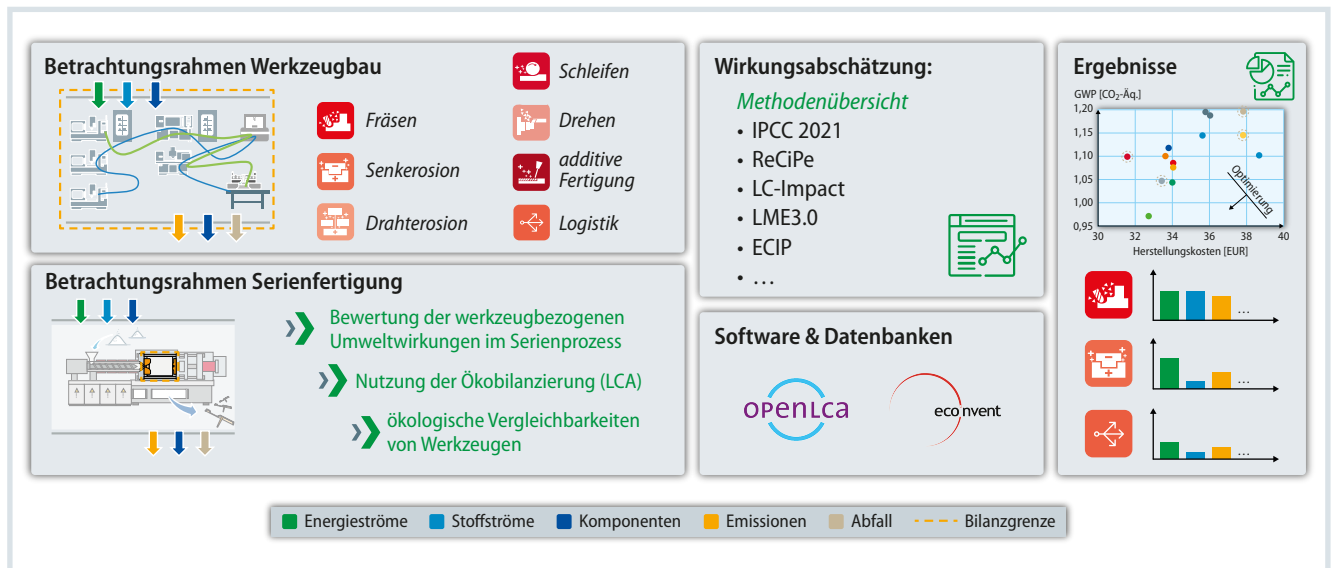 Betrachtungsrahmen Werkzeugbau
Fräsen
Senkerosion
Drahterosion
Schleifen
Drehen
additive
Fertigung
Logistik
Betrachtungsrahmen Serienfertigung
Bewertung der werkzeugbezogenen
Umweltwirkungen im Serienprozess
Nutzung der Ökobilanzierung (LCA)
ökologische Vergleichbarkeiten
von Werkzeugen
Wirkungsabschätzung:
Methodenübersicht
• IPCC 2021
• ReCiPe
• LC-Impact
• LME3.0
• ECIP
• …
Software & Datenbanken
openLca
ecoinvent
Ergebnisse
GWP [CO₂-Äq.]
1,20
1,15
1,10
1,05
1,00
0,95
30 32 34 36 38 40
Optimierung
Herstellungskosten [EUR]
…
…
…
Energieströme Stoffströme Komponenten Emissionen Abfall Bilanzgrenze